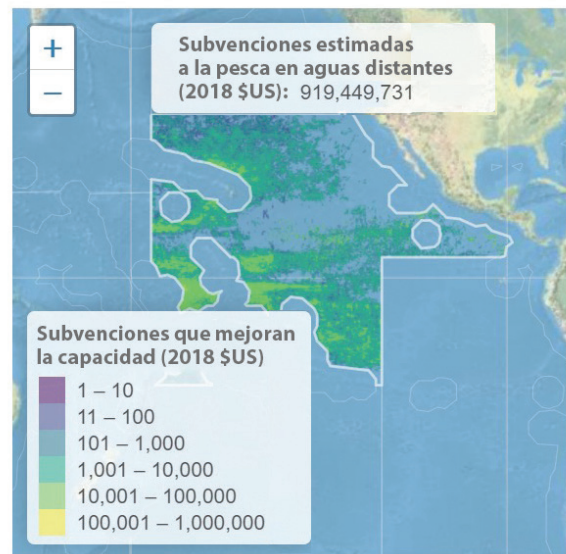 +
−
Subvenciones estimadas
a la pesca en aguas distantes
(2018 $US): 919,449,731
Subvenciones que mejoran
la capacidad (2018 $US)
1 – 10
11 – 100
101 – 1,000
1,001 – 10,000
10,001 – 100,000
100,001 – 1,000,000